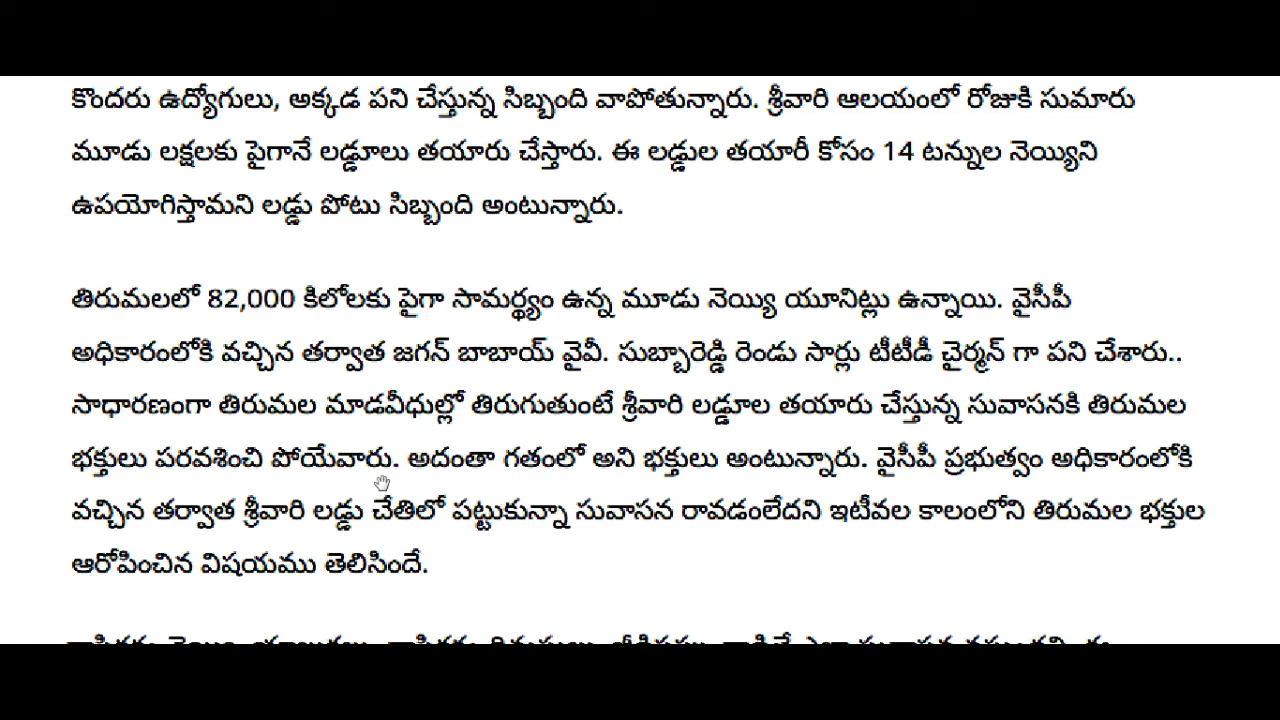 కొందరు ఉద్యోగులు, అక్కడ పని చేస్తున్న సిబ్బంది వాపోతున్నారు. శ్రీవారి ఆలయంలో రోజుకి సుమారు
మూడు లక్షలకు పైగానే లడ్డూలు తయారు చేస్తారు. ఈ లడ్డుల తయారీ కోసం 14 టన్నుల నెయ్యిని
ఉపయోగిస్తామని లడ్డు పోటు సిబ్బంది అంటున్నారు.
తిరుమలలో 82,000 కిలోలకు పైగా సామర్థ్యం ఉన్న మూడు నెయ్యి యూనిట్లు ఉన్నాయి. వైసీపీ
అధికారంలోకి వచ్చిన తర్వాత జగన్ బాబాయ్ వైవీ. సుబ్బారెడ్డి రెండు సార్లు టీటీడీ చైర్మన్ గా పని చేశారు..
సాధారణంగా తిరుమల మాడవీధుల్లో తిరుగుతుంటే శ్రీవారి లడ్డూల తయారు చేస్తున్న సువాసనకి తిరుమల
భక్తులు పరవశించి పోయేవారు. అదంతా గతంలో అని భక్తులు అంటున్నారు. వైసీపీ ప్రభుత్వం అధికారంలోకి
వచ్చిన తర్వాత శ్రీవారి లడ్డు చేతిలో పట్టుకున్నా సువాసన రావడంలేదని ఇటీవల కాలంలోని తిరుమల భక్తుల
ఆరోపించిన విషయము తెలిసిందే.